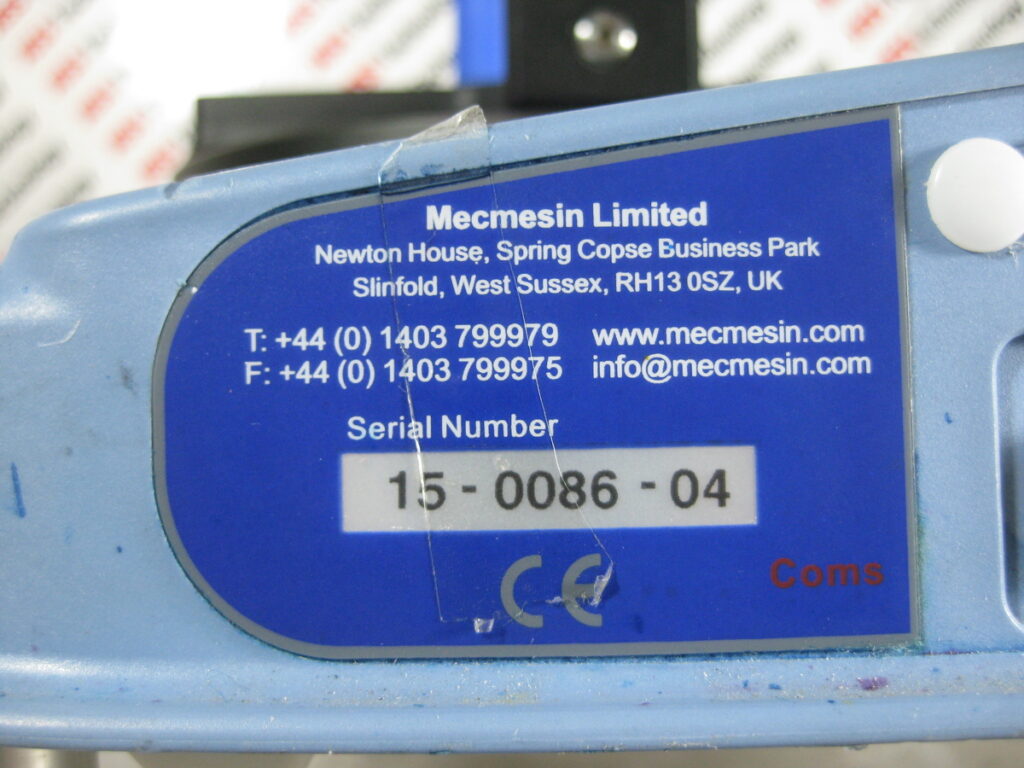 Mecmesin Limited
Newton House, Spring Copse Business Park
Slinfold, West Sussex, RH13 0SZ, UK
T: +44 (0) 1403 799979 www.mecmesin.com
F: +44 (0) 1403 799975 info@mecmesin.com
Serial Number
15 - 0086 - 04
CE
Coms